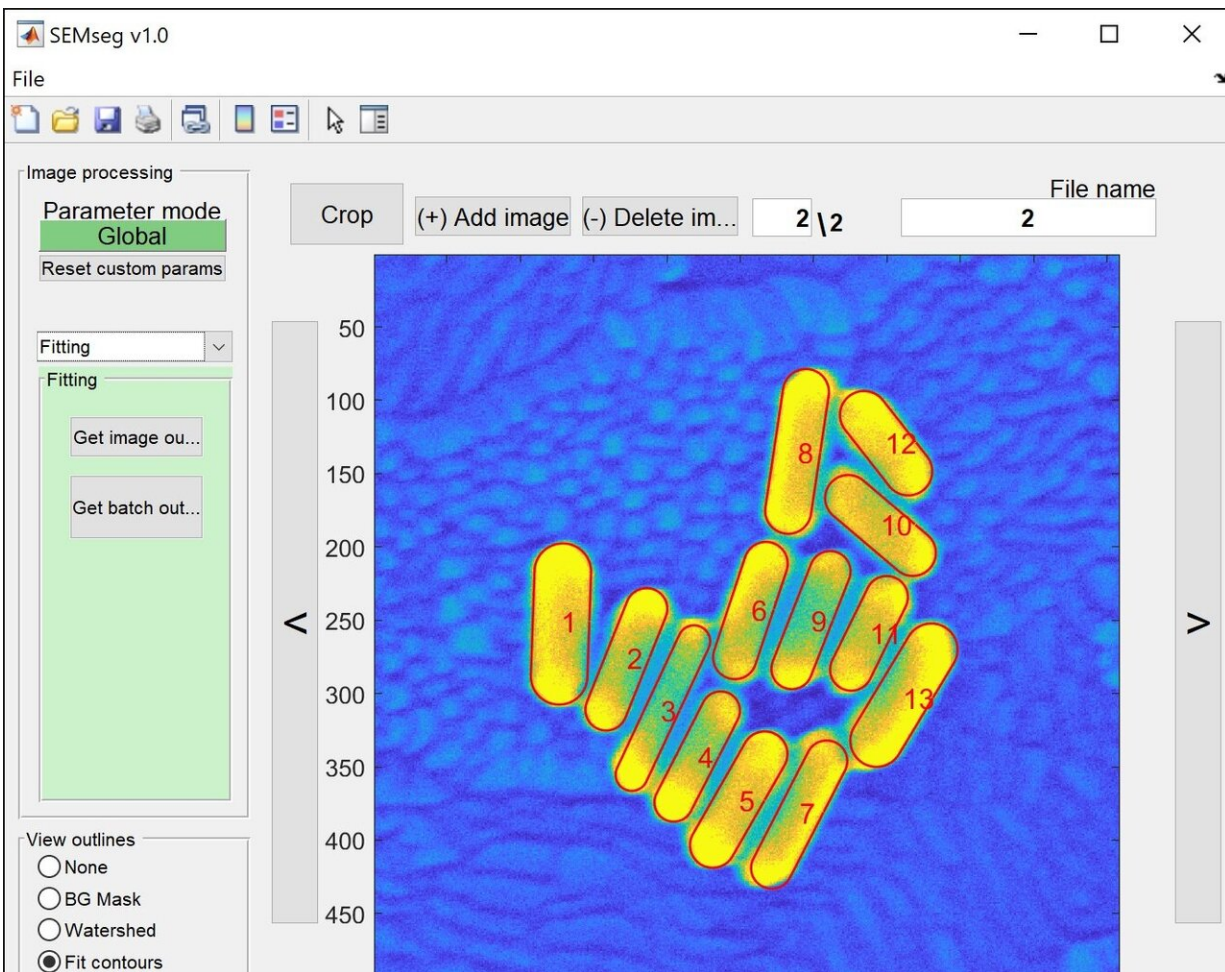 SEMseg v1.0
File
Image processing
Parameter mode
Global
Reset custom params
Fitting
Fitting
Get image ou...
Get batch out...
View outlines
None
BG Mask
Watershed
Fit contours
Crop
(+) Add image
(-) Delete im...
2\2
File name
2
<
>
50
100
150
200
250
300
350
400
450
8
12
10
1
6
9
11
2
3
13
4
5
7